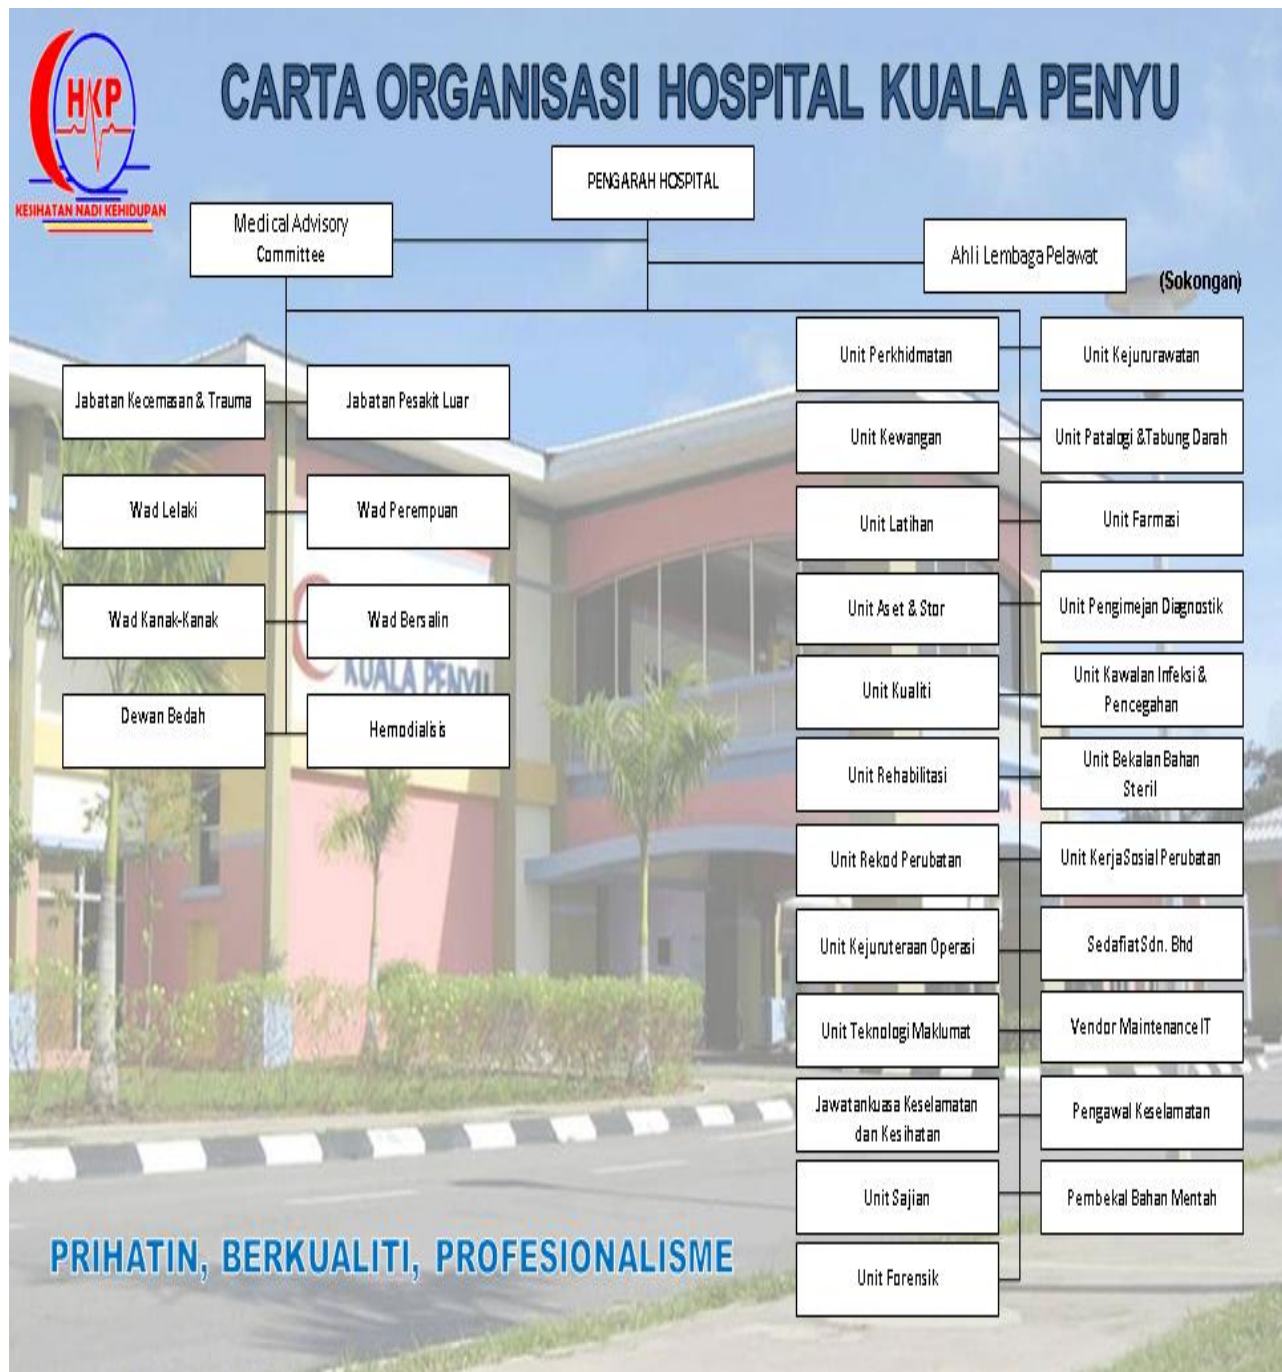 HKP
KESIHATAN NADI KEHIDUPAN
CARTA ORGANISASI HOSPITAL KUALA PENYU
PENGARAH HOSPITAL
Medical Advisory
Committee
Ahli Lembaga Pelawat
(Sokongan)
Jabatan Kecemasan & Trauma
Jabatan Pesakit Luar
Wad Lelaki
Wad Perempuan
Wad Kanak-Kanak
Wad Bersalin
KUALA PENYU
Dewan Bedah
Hemodialisis
Unit Perkhidmatan
Unit Kejururawatan
Unit Kewangan
Unit Patalogi & Tabung Darah
Unit Latihan
Unit Farmasi
Unit Aset & Stor
Unit Pengimejan Diagnostik
Unit Kualiti
Unit Kawalan Infeksi &
Pencegahan
Unit Rehabilitasi
Unit Bekalan Bahan
Steril
Unit Rekod Perubatan
Unit Kerja Sosial Perubatan
Unit Kejuruteraan Operasi
Sedafiat Sdn. Bhd
Unit Teknologi Maklumat
Vendor Maintenance IT
Jawatankuasa Keselamatan
dan Kesihatan
Pengawal Keselamatan
Unit Sajian
Pembekal Bahan Mentah
Unit Forensik
PRIHATIN, BERKUALITI, PROFESIONALISME